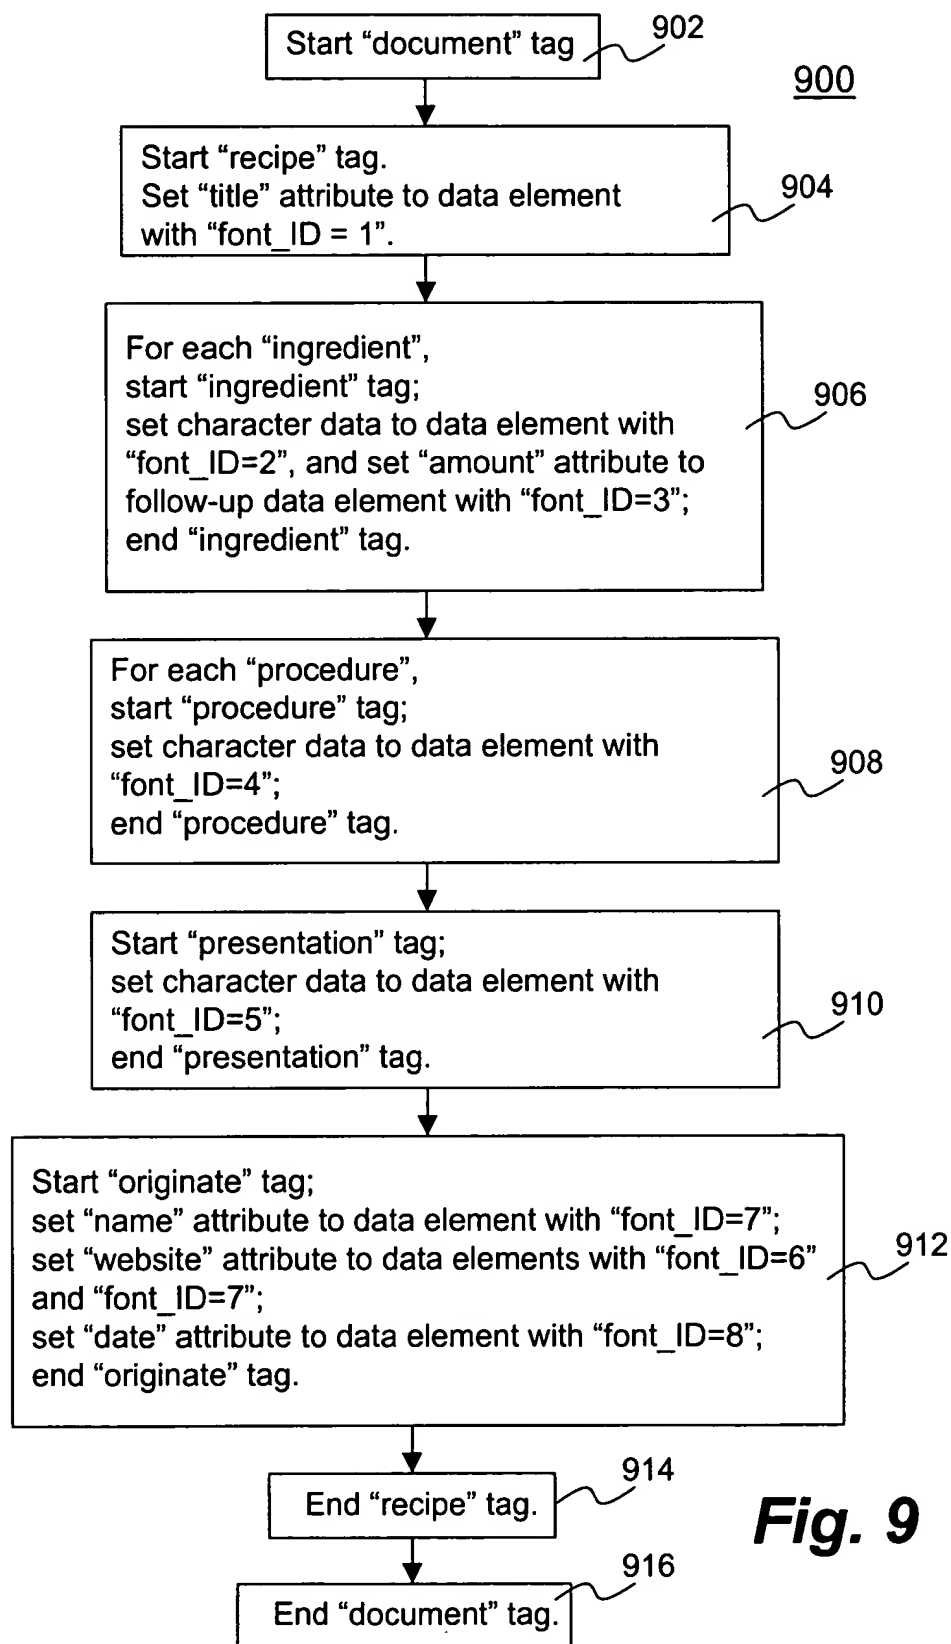 Start “document” tag
902
900
Start “recipe” tag.
Set “title” attribute to data element
with “font_ID = 1”.
904
For each “ingredient”,
start “ingredient” tag;
set character data to data element with
“font_ID=2”, and set “amount” attribute to
follow-up data element with “font_ID=3”;
end “ingredient” tag.
906
For each “procedure”,
start “procedure” tag;
set character data to data element with
“font_ID=4”;
end “procedure” tag.
908
Start “presentation” tag;
set character data to data element with
“font_ID=5”;
end “presentation” tag.
910
Start “originate” tag;
set “name” attribute to data element with “font_ID=7”;
set “website” attribute to data elements with “font_ID=6”
and “font_ID=7”;
set “date” attribute to data element with “font_ID=8”;
end “originate” tag.
912
End “recipe” tag.
914
Fig. 9
End “document” tag.
916